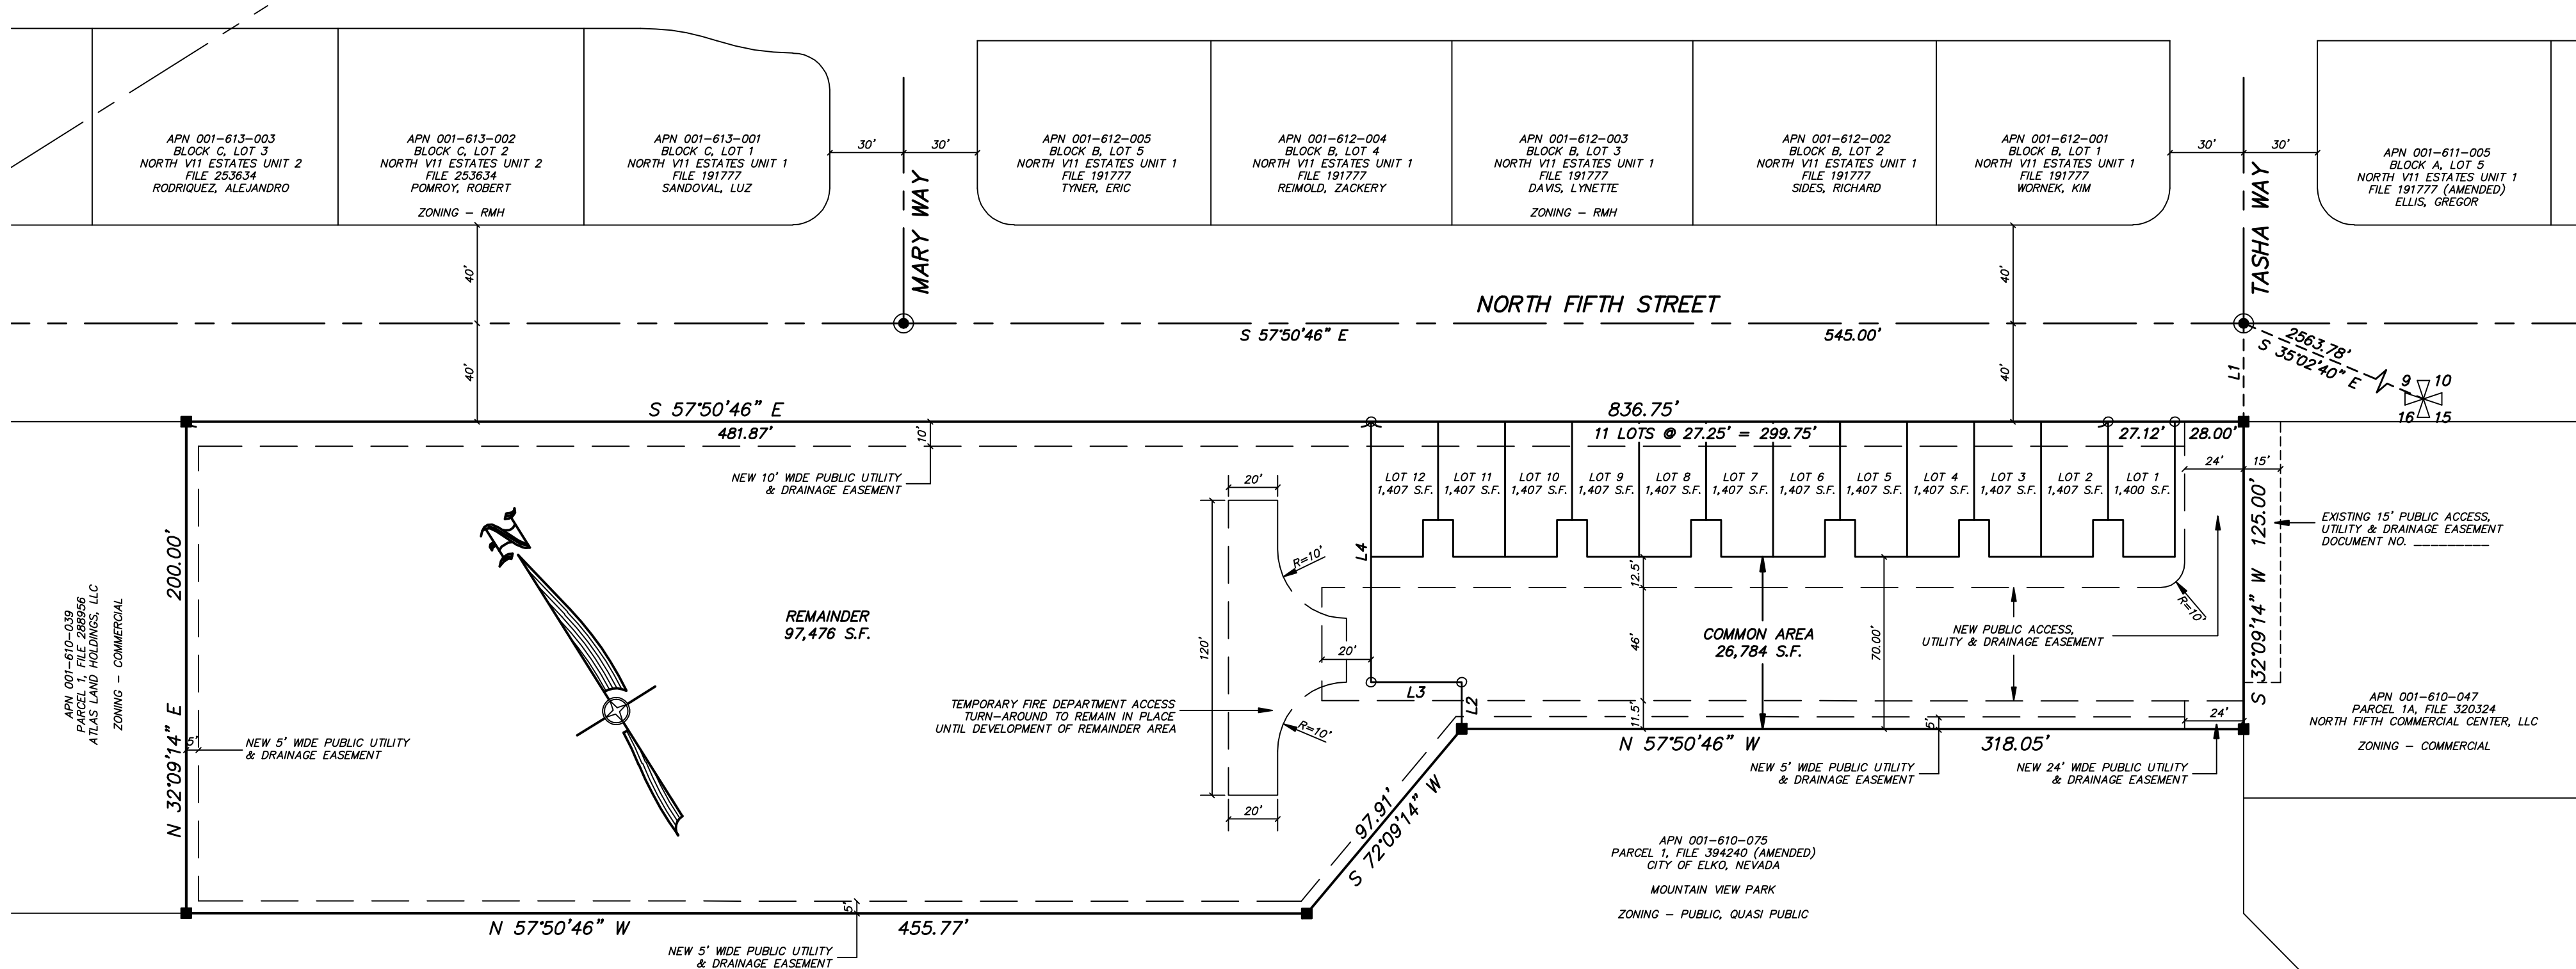 APN 001-613-003
BLOCK C, LOT 3
NORTH V11 ESTATES UNIT 2
FILE 253634
RODRIQUEZ, ALEJANDRO
APN 001-613-002
BLOCK C, LOT 2
NORTH V11 ESTATES UNIT 2
FILE 253634
POMROY, ROBERT
ZONING - RMH
APN 001-613-001
BLOCK C, LOT 1
NORTH V11 ESTATES UNIT 1
FILE 191777
SANDOVAL, LUZ
30'
30'
MARY WAY
APN 001-612-005
BLOCK B, LOT 5
NORTH V11 ESTATES UNIT 1
FILE 191777
TYNER, ERIC
APN 001-612-004
BLOCK B, LOT 4
NORTH V11 ESTATES UNIT 1
FILE 191777
REIMOLD, ZACKERY
APN 001-612-003
BLOCK B, LOT 3
NORTH V11 ESTATES UNIT 1
FILE 191777
DAVIS, LYNETTE
ZONING - RMH
APN 001-612-002
BLOCK B, LOT 2
NORTH V11 ESTATES UNIT 1
FILE 191777
SIDES, RICHARD
APN 001-612-001
BLOCK B, LOT 1
NORTH V11 ESTATES UNIT 1
FILE 191777
WORNEK, KIM
30'
30'
TASHA WAY
APN 001-611-005
BLOCK A, LOT 5
NORTH V11 ESTATES UNIT 1
FILE 191777 (AMENDED)
ELLIS, GREGOR
40'
40'
40'
40'
NORTH FIFTH STREET
S 57°50'46" E
545.00'
2563.78'
S 35°02'40" E
L1
9 10
16 15
S 57°50'46" E
836.75'
481.87'
10'
11 LOTS @ 27.25' = 299.75'
27.12'
28.00'
NEW 10' WIDE PUBLIC UTILITY
& DRAINAGE EASEMENT
LOT 12
1,407 S.F.
LOT 11
1,407 S.F.
LOT 10
1,407 S.F.
LOT 9
1,407 S.F.
LOT 8
1,407 S.F.
LOT 7
1,407 S.F.
LOT 6
1,407 S.F.
LOT 5
1,407 S.F.
LOT 4
1,407 S.F.
LOT 3
1,407 S.F.
LOT 2
1,407 S.F.
LOT 1
1,400 S.F.
24'
15'
S 32°09'14" W 125.00'
EXISTING 15' PUBLIC ACCESS,
UTILITY & DRAINAGE EASEMENT
DOCUMENT NO. __________
N 32°09'14" E 200.00'
APN 001-610-039
PARCEL 1, FILE 288956
ATLAS LAND HOLDINGS, LLC
ZONING - COMMERCIAL
N
REMAINDER
97,476 S.F.
20'
120'
20'
R=10'
R=10'
20'
L4
L3
L2
12.5'
46'
11.5'
COMMON AREA
26,784 S.F.
70.00'
NEW PUBLIC ACCESS,
UTILITY & DRAINAGE EASEMENT
R=10'
TEMPORARY FIRE DEPARTMENT ACCESS
TURN-AROUND TO REMAIN IN PLACE
UNTIL DEVELOPMENT OF REMAINDER AREA
5'
NEW 5' WIDE PUBLIC UTILITY
& DRAINAGE EASEMENT
N 57°50'46" W
318.05'
5'
24'
NEW 5' WIDE PUBLIC UTILITY
& DRAINAGE EASEMENT
NEW 24' WIDE PUBLIC UTILITY
& DRAINAGE EASEMENT
APN 001-610-047
PARCEL 1A, FILE 320324
NORTH FIFTH COMMERCIAL CENTER, LLC
ZONING - COMMERCIAL
97.91'
S 72°09'14" W
APN 001-610-075
PARCEL 1, FILE 394240 (AMENDED)
CITY OF ELKO, NEVADA
MOUNTAIN VIEW PARK
ZONING - PUBLIC, QUASI PUBLIC
5'
N 57°50'46" W
455.77'
NEW 5' WIDE PUBLIC UTILITY
& DRAINAGE EASEMENT